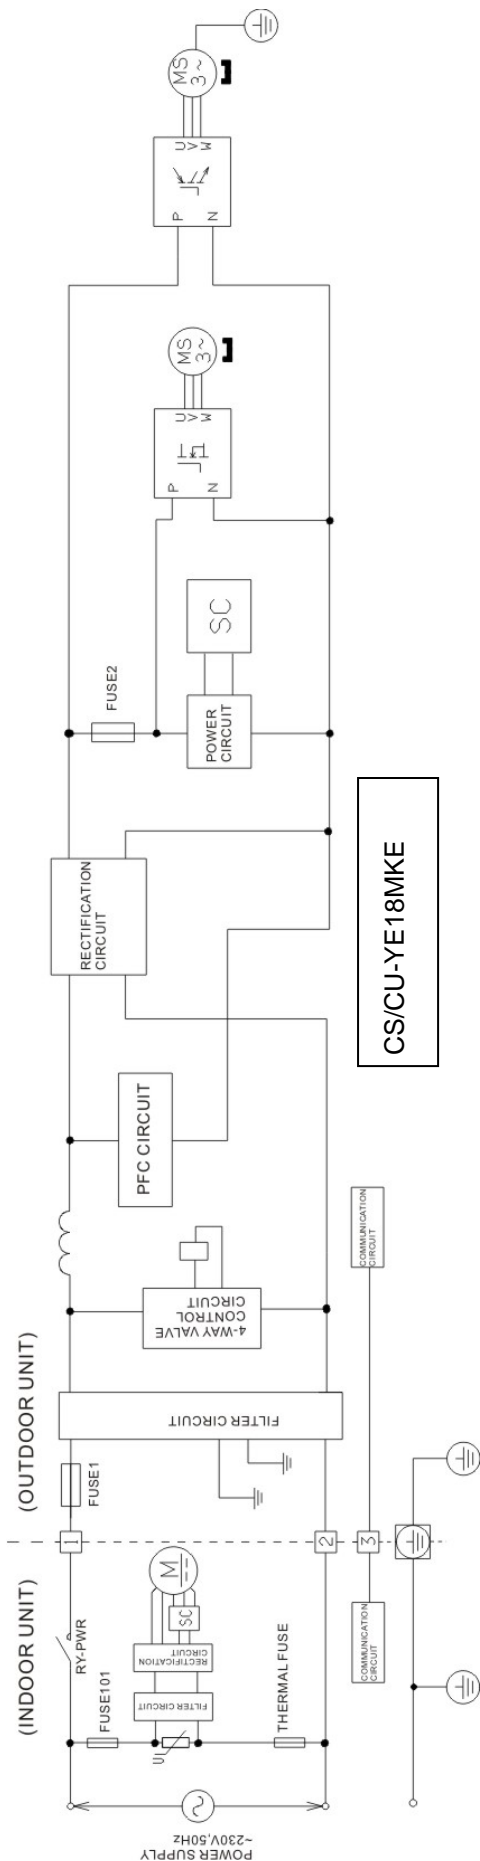 (INDOOR UNIT)
(OUTDOOR UNIT)
POWER SUPPLY
~230V,50Hz
FUSE101
RY-PWR
U
THERMAL FUSE
FILTER CIRCUIT
RECTIFICATION
CIRCUIT
SC
M
1
2
3
COMMUNICATION
CIRCUIT
COMMUNICATION
CIRCUIT
FUSE1
FILTER CIRCUIT
4-WAY VALVE
CONTROL
CIRCUIT
PFC CIRCUIT
RECTIFICATION
CIRCUIT
FUSE2
POWER
CIRCUIT
SC
P
N
U
V
W
MS
3~
P
N
U
V
W
MS
3~
CS/CU-YE18MKE